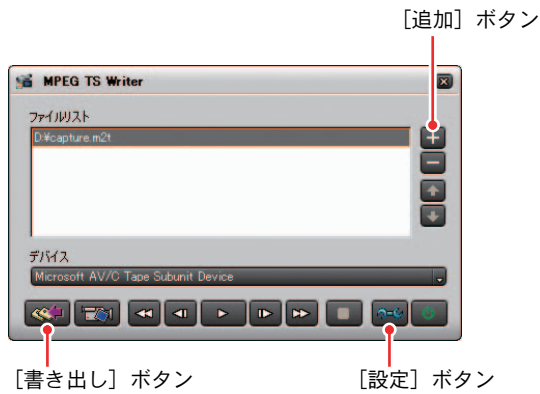 ［追加］ボタン
MPEG TS Writer
ファイルリスト
D:¥capture.m2t
デバイス
Microsoft AV/C Tape Subunit Device
［書き出し］ボタン
［設定］ボタン